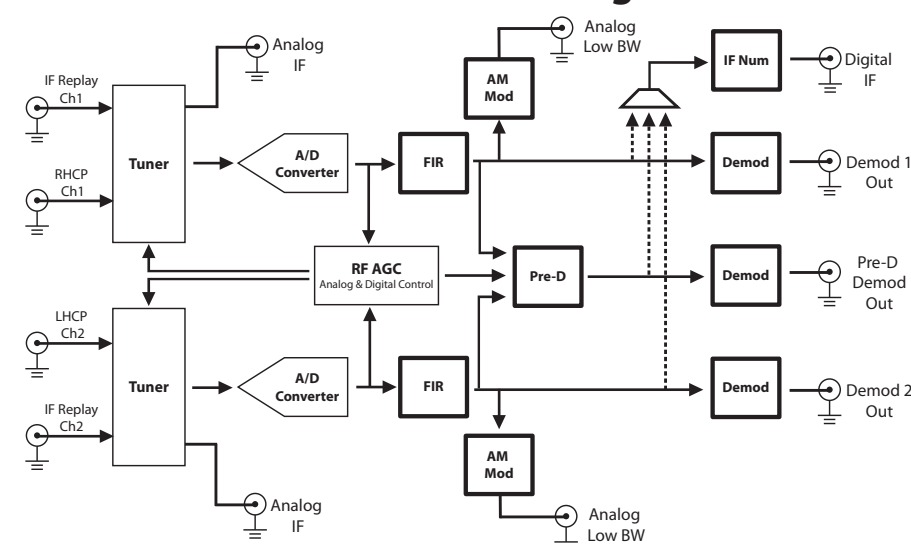 Analog
Low BW
Analog
IF
AM
Mod
IF Num
Digital
IF
IF Replay
Ch1
Tuner
A/D
Converter
FIR
Demod
Demod 1
Out
RHCP
Ch1
RF AGC
Analog & Digital Control
Pre-D
Demod
Pre-D
Demod
Out
LHCP
Ch2
Tuner
A/D
Converter
FIR
Demod
Demod 2
Out
IF Replay
Ch2
AM
Mod
Analog
IF
Analog
Low BW